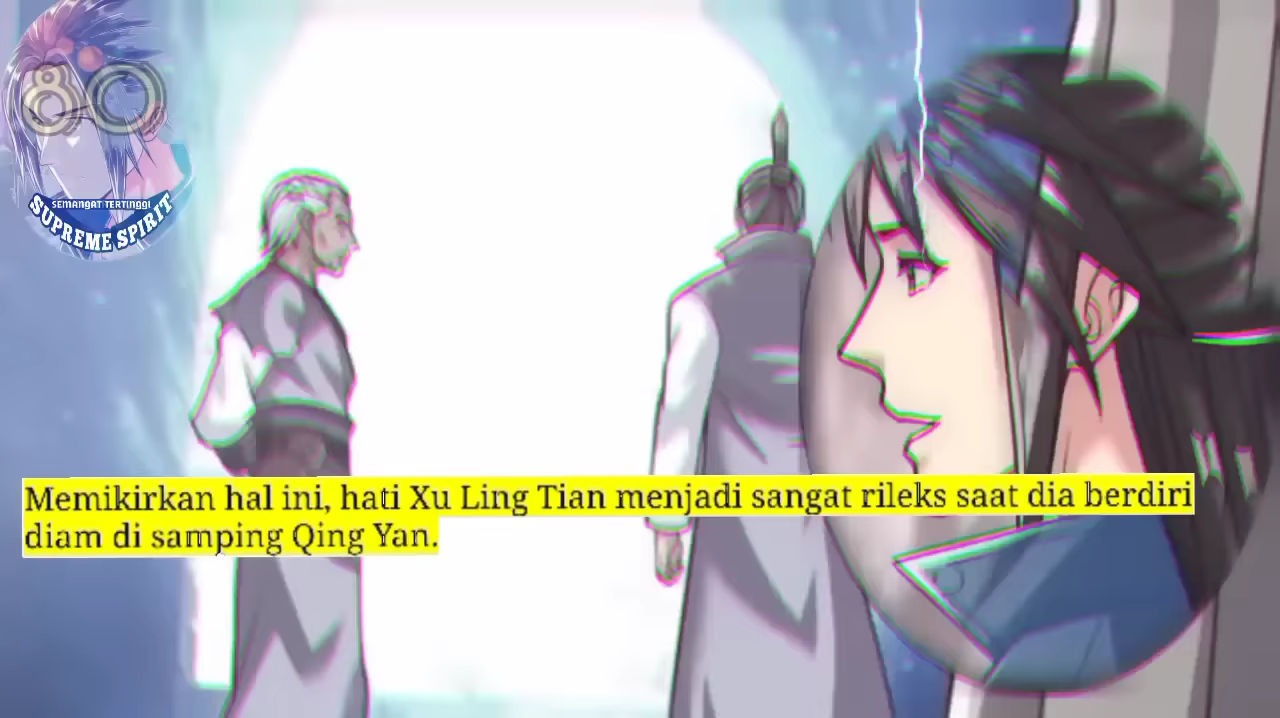 80
SEMANGAT TERTINGGI
SUPREME SPIRIT
Memikirkan hal ini, hati Xu Ling Tian menjadi sangat rileks saat dia berdiri
diam di samping Qing Yan.